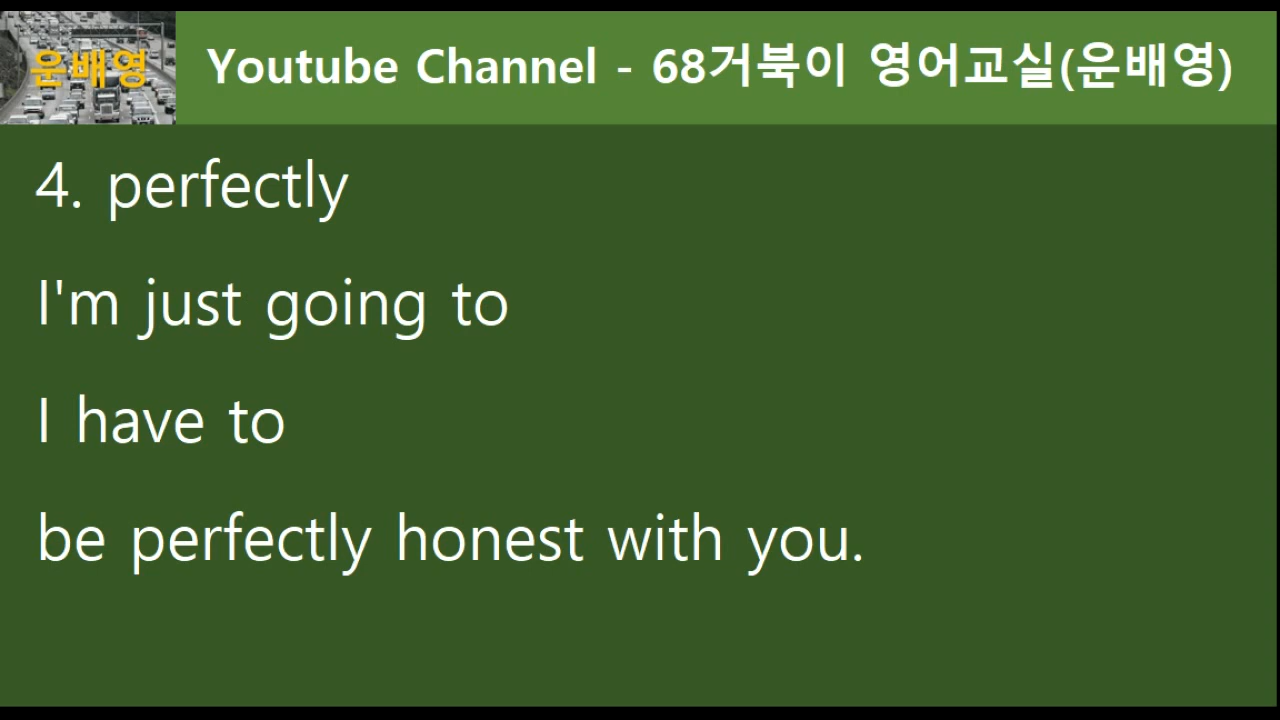 운배영
Youtube Channel - 68거북이 영어교실(운배영)
4. perfectly
I'm just going to
I have to
be perfectly honest with you.